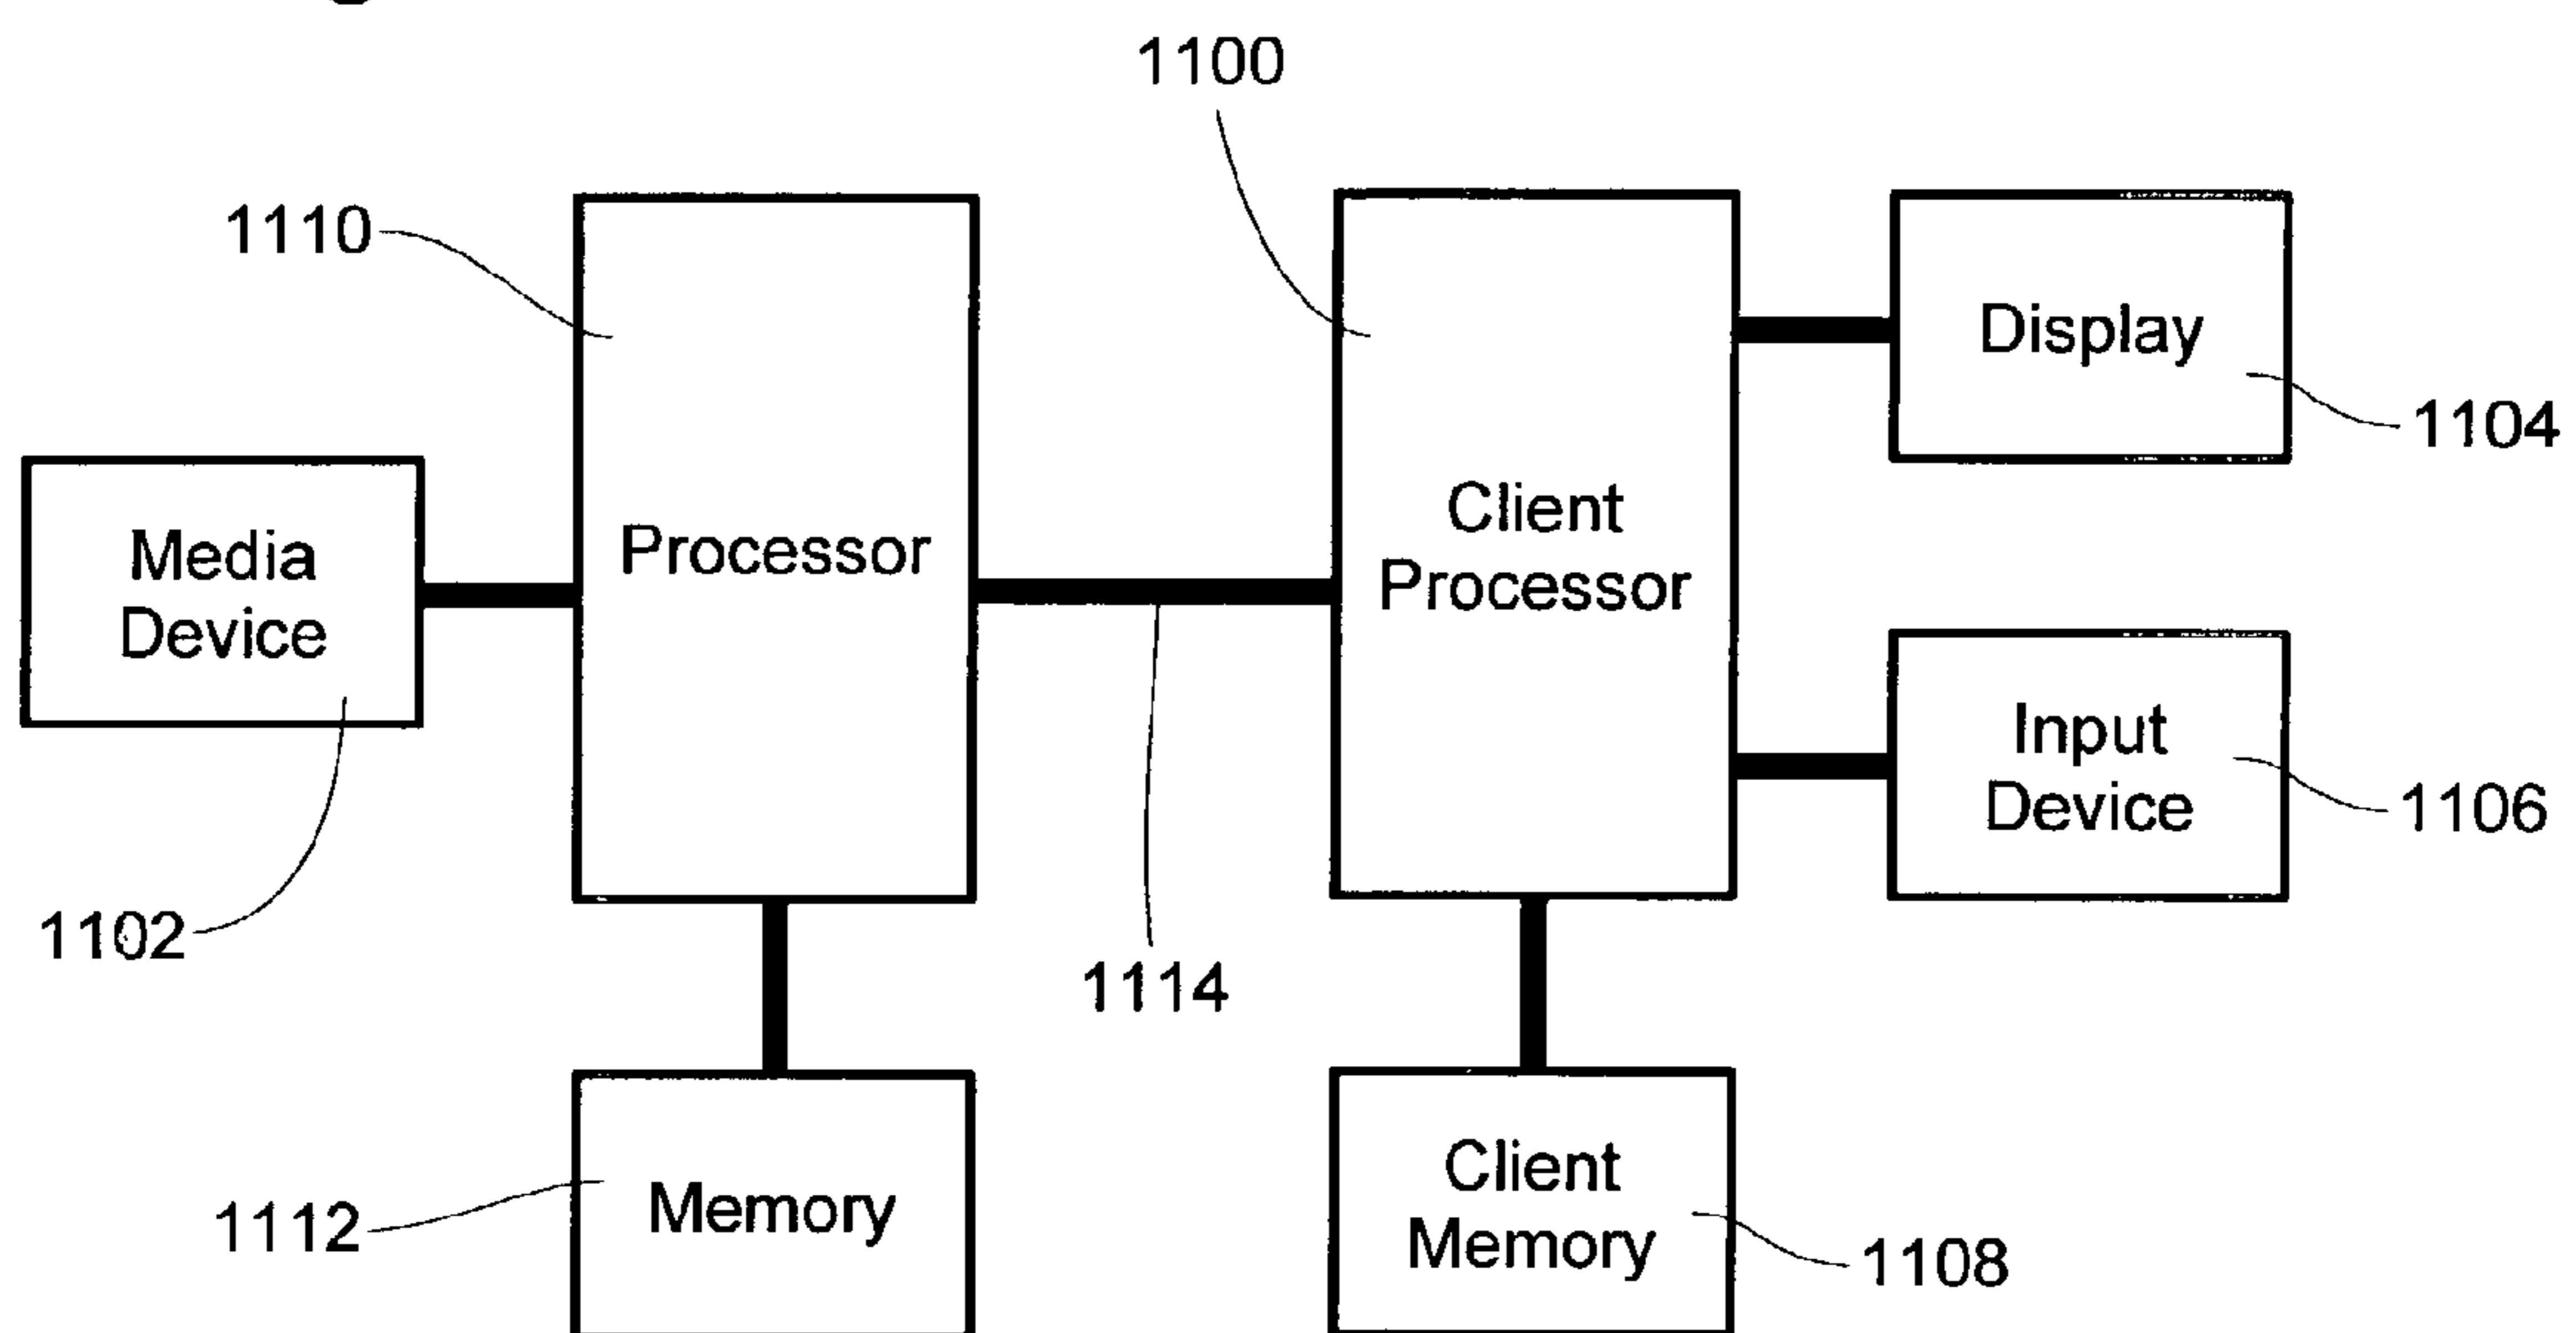 1100
1110
Display
1104
Client
Processor
Processor
Media
Device
Input
Device
1106
1102
1114
Client
Memory
Memory
1112
1108